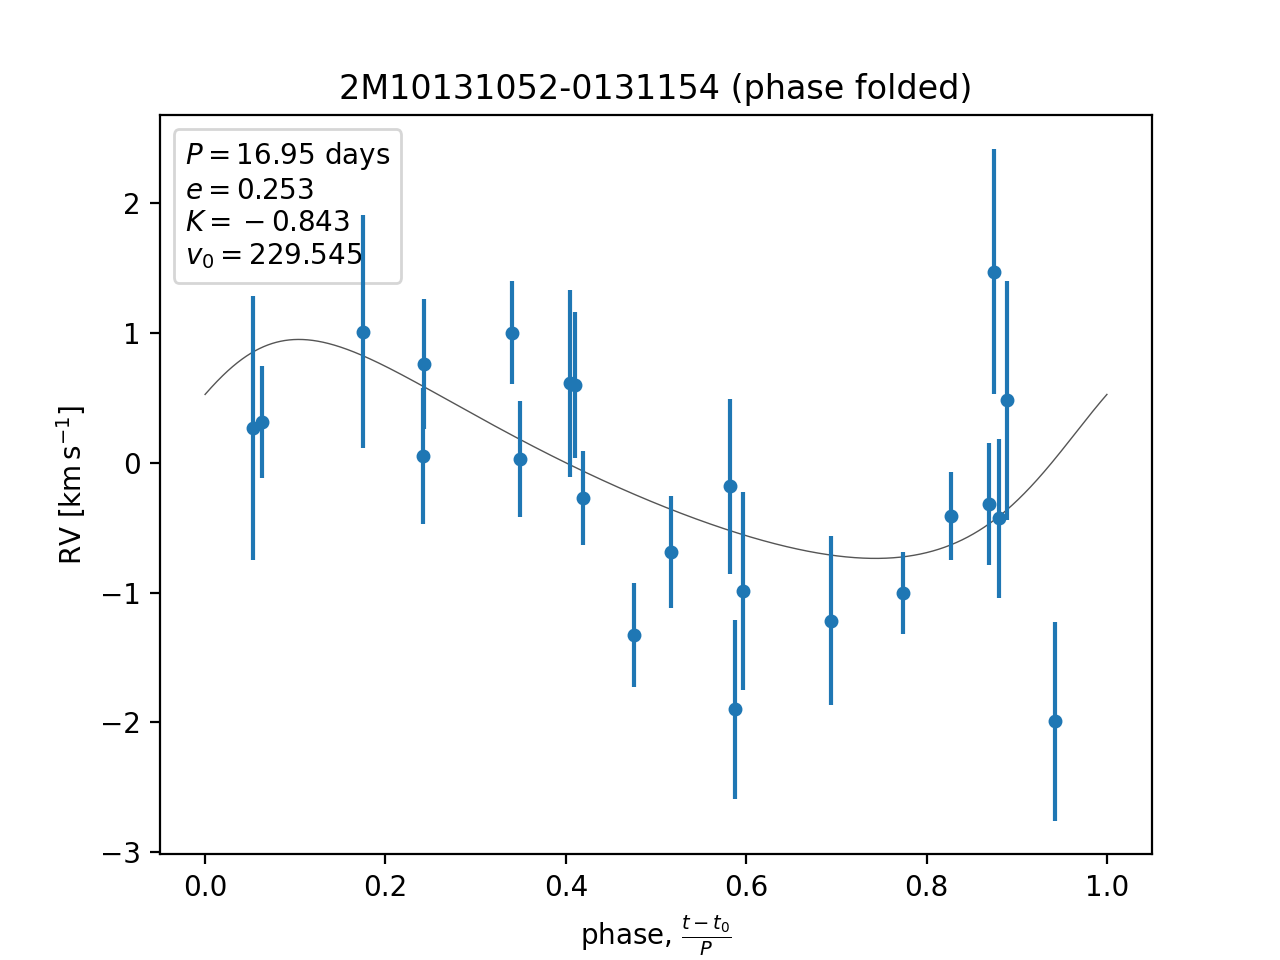 2M10131052-0131154 (phase folded)
P = 16.95 days
e = 0.253
K = −0.843
v₀ = 229.545
RV [km s⁻¹]
2
1
0
−1
−2
−3
0.0 0.2 0.4 0.6 0.8 1.0
phase, (t − t₀)/P